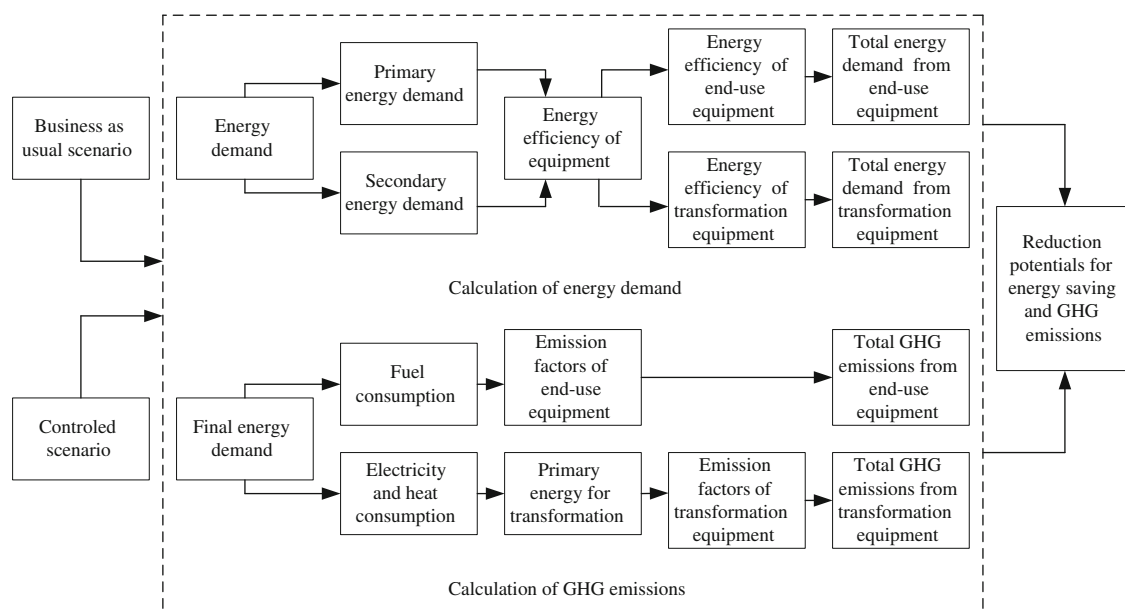 Business as
usual scenario
Controled
scenario
Energy
demand
Primary
energy demand
Secondary
energy demand
Energy
efficiency of
equipment
Energy
efficiency of
end-use
equipment
Total energy
demand from
end-use
equipment
Energy
efficiency of
transformation
equipment
Total energy
demand from
transformation
equipment
Calculation of energy demand
Final energy
demand
Fuel
consumption
Emission
factors of
end-use
equipment
Total GHG
emissions from
end-use
equipment
Electricity
and heat
consumption
Primary
energy for
transformation
Emission
factors of
transformation
equipment
Total GHG
emissions from
transformation
equipment
Calculation of GHG emissions
Reduction
potentials for
energy saving
and GHG
emissions